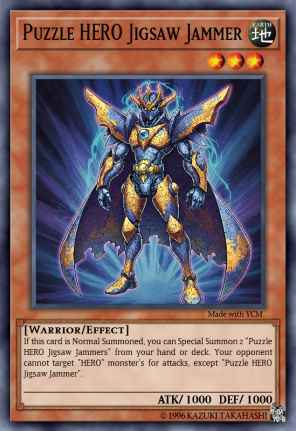 Puzzle HERO Jigsaw Jammer
EARTH
地
Made with YCM
[Warrior/Effect]
If this card is Normal Summoned, you can Special Summon 2 "Puzzle
HERO Jigsaw Jammers" from your hand or deck. Your opponent
cannot target "HERO" monster's for attacks, except "Puzzle HERO
Jigsaw Jammer".
ATK/ 1000 DEF/ 1000
©1996 KAZUKI TAKAHASHI